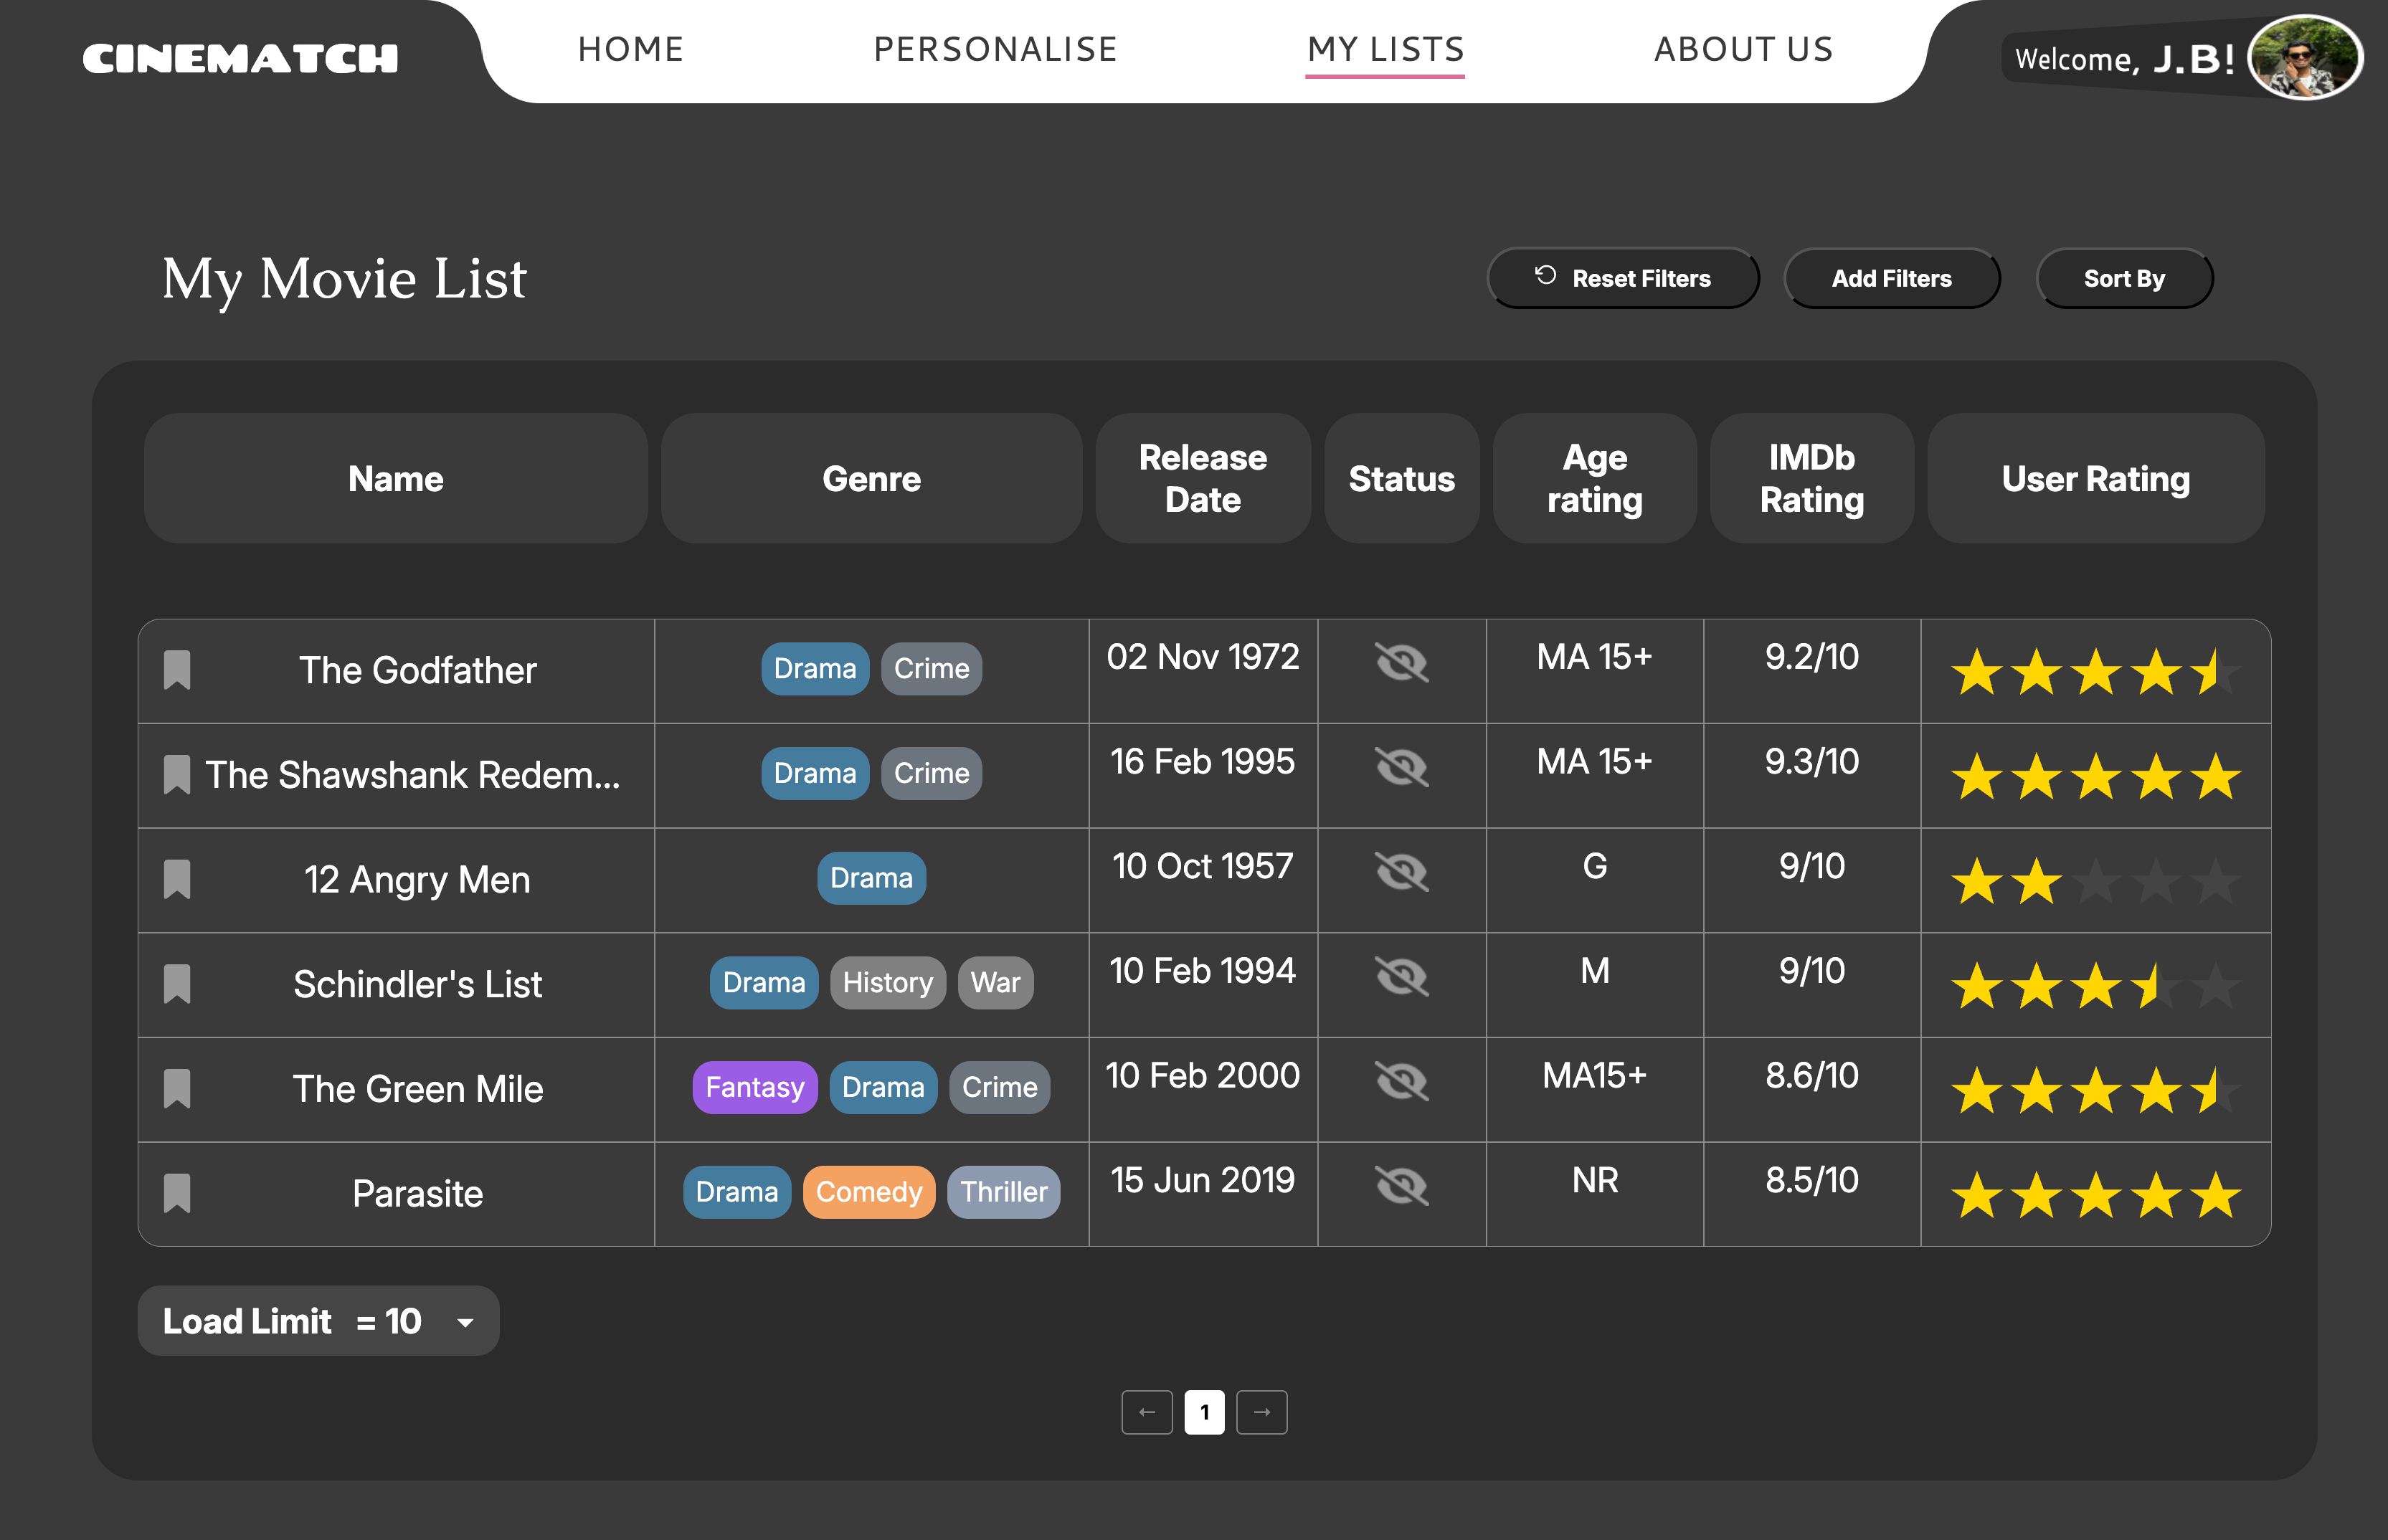 CINEMATCH
HOME
PERSONALISE
MY LISTS
ABOUT US
Welcome, J.B!
My Movie List
Reset Filters
Add Filters
Sort By
Name
Genre
Release
Date
Status
Age
rating
IMDb
Rating
User Rating
The Godfather
Drama
Crime
02 Nov 1972
MA 15+
9.2/10
The Shawshank Redem...
Drama
Crime
16 Feb 1995
MA 15+
9.3/10
12 Angry Men
Drama
10 Oct 1957
G
9/10
Schindler's List
Drama
History
War
10 Feb 1994
M
9/10
The Green Mile
Fantasy
Drama
Crime
10 Feb 2000
MA15+
8.6/10
Parasite
Drama
Comedy
Thriller
15 Jun 2019
NR
8.5/10
Load Limit = 10
← 1 →